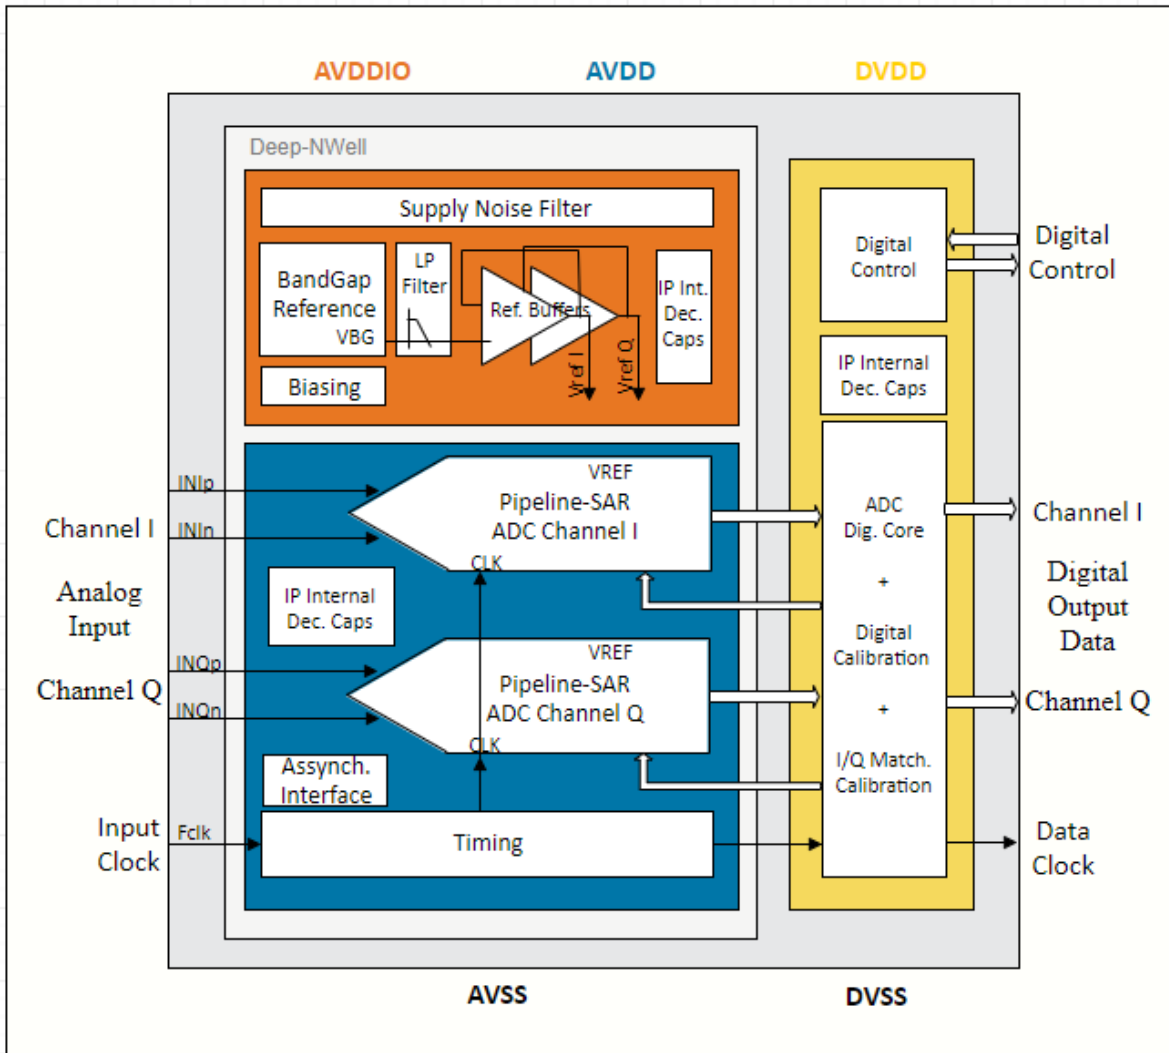 AVDDIO
AVDD
DVDD
Deep-NWell
Supply Noise Filter
BandGap
Reference
VBG
LP
Filter
Ref. Buffers
Vref I
Vref Q
IP Int.
Dec.
Caps
Biasing
Digital
Control
Digital
Control
IP Internal
Dec. Caps
INIp
INIn
Channel I
VREF
Pipeline-SAR
ADC Channel I
CLK
ADC
Dig. Core
+
Digital
Calibration
+
I/Q Match.
Calibration
Channel I
Analog
Input
IP Internal
Dec. Caps
Digital
Output
Data
INQp
INQn
Channel Q
VREF
Pipeline-SAR
ADC Channel Q
CLK
Channel Q
Assynch.
Interface
Input
Clock
Fclk
Timing
Data
Clock
AVSS
DVSS